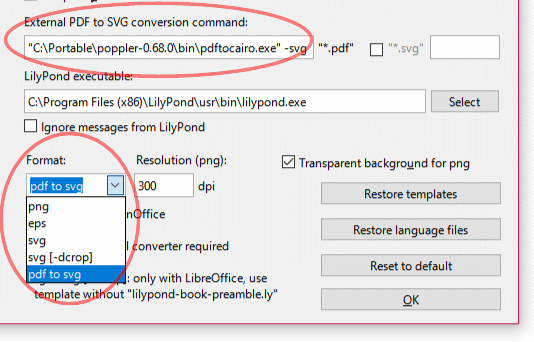 External PDF to SVG conversion command:
"C:\Portable\poppler-0.68.0\bin\pdftocairo.exe" -svg "*.pdf" "*.svg"
LilyPond executable:
C:\Program Files (x86)\LilyPond\usr\bin\lilypond.exe Select
Ignore messages from LilyPond
Format: Resolution (png): Transparent background for png
pdf to svg 300 dpi
Restore templates
png
eps nOffice
svg Restore language files
svg [-dcrop] l converter required
pdf to svg : only with LibreOffice, use Reset to default
template without "lilypond-book-preamble.ly"
OK